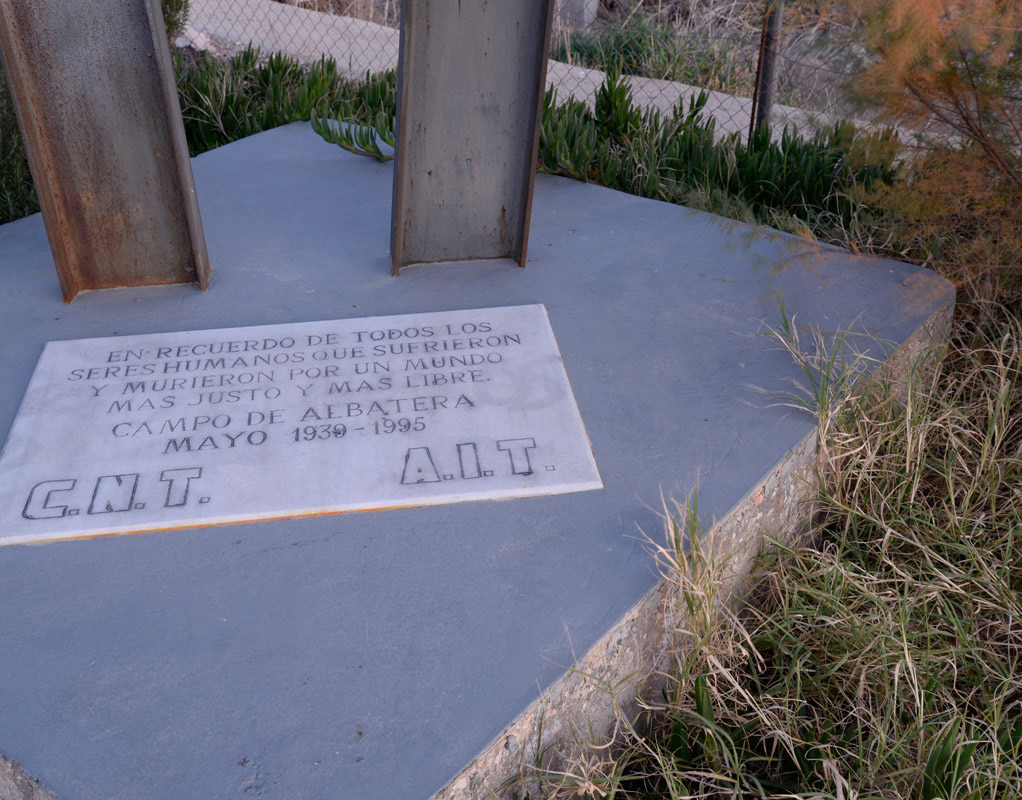 EN RECUERDO DE TODOS LOS
SERES HUMANOS QUE SUFRIERON
Y MURIERON POR UN MUNDO
MAS JUSTO Y MAS LIBRE.
CAMPO DE ALBATERA
MAYO 1939-1995
C.N.T. A.I.T.